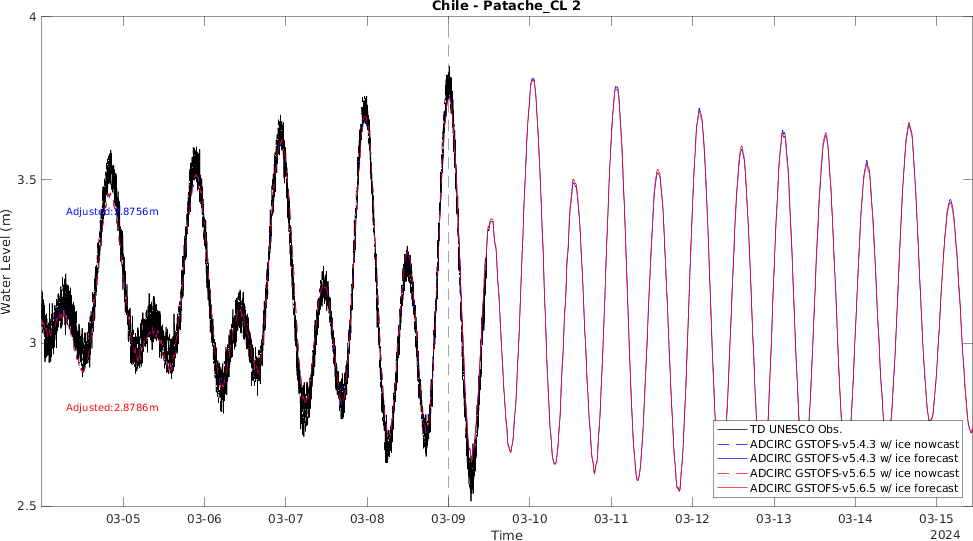 Chile - Patache_CL 2
4
3.5
3
2.5
Water Level (m)
Adjusted:2.8756m
Adjusted:2.8786m
TD UNESCO Obs.
ADCIRC GSTOFS-v5.4.3 w/ ice nowcast
ADCIRC GSTOFS-v5.4.3 w/ ice forecast
ADCIRC GSTOFS-v5.6.5 w/ ice nowcast
ADCIRC GSTOFS-v5.6.5 w/ ice forecast
03-05 03-06 03-07 03-08 03-09 03-10 03-11 03-12 03-13 03-14 03-15
Time
2024